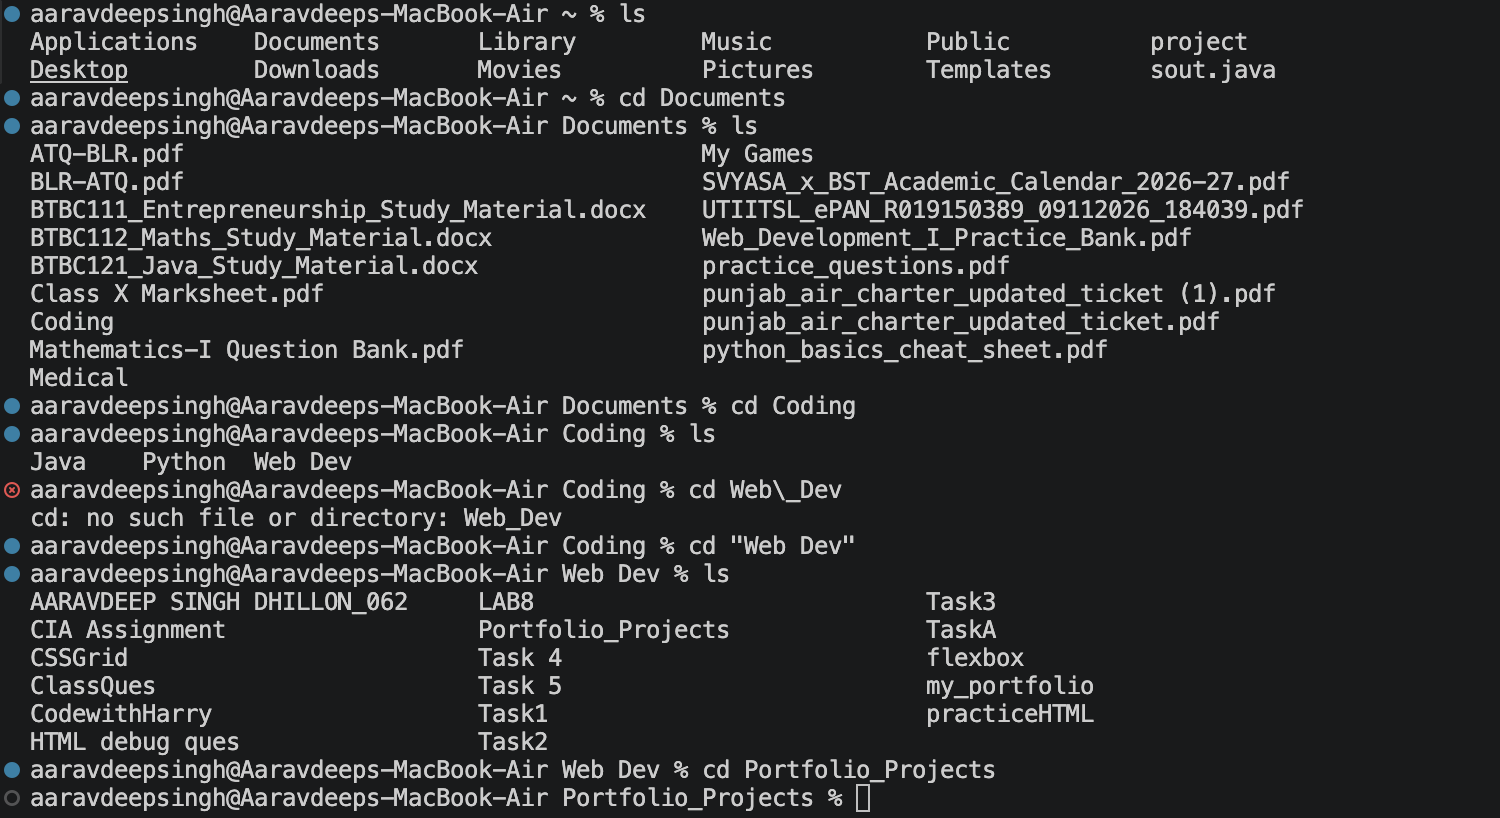 aaravdeepsingh@Aaravdeeps-MacBook-Air ~ % ls
Applications Documents Library Music Public project
Desktop Downloads Movies Pictures Templates sout.java
aaravdeepsingh@Aaravdeeps-MacBook-Air ~ % cd Documents
aaravdeepsingh@Aaravdeeps-MacBook-Air Documents % ls
ATQ-BLR.pdf My Games
BLR-ATQ.pdf SVYASA_x_BST_Academic_Calendar_2026-27.pdf
BTBC111_Entrepreneurship_Study_Material.docx UTIITSL_ePAN_R019150389_09112026_184039.pdf
BTBC112_Maths_Study_Material.docx Web_Development_I_Practice_Bank.pdf
BTBC121_Java_Study_Material.docx practice_questions.pdf
Class X Marksheet.pdf punjab_air_charter_updated_ticket (1).pdf
Coding punjab_air_charter_updated_ticket.pdf
Mathematics-I Question Bank.pdf python_basics_cheat_sheet.pdf
Medical
aaravdeepsingh@Aaravdeeps-MacBook-Air Documents % cd Coding
aaravdeepsingh@Aaravdeeps-MacBook-Air Coding % ls
Java Python Web Dev
aaravdeepsingh@Aaravdeeps-MacBook-Air Coding % cd Web\_Dev
cd: no such file or directory: Web_Dev
aaravdeepsingh@Aaravdeeps-MacBook-Air Coding % cd "Web Dev"
aaravdeepsingh@Aaravdeeps-MacBook-Air Web Dev % ls
AARAVDEEP SINGH DHILLON_062 LAB8 Task3
CIA Assignment Portfolio_Projects TaskA
CSSGrid Task 4 flexbox
ClassQues Task 5 my_portfolio
CodewithHarry Task1 practiceHTML
HTML debug ques Task2
aaravdeepsingh@Aaravdeeps-MacBook-Air Web Dev % cd Portfolio_Projects
aaravdeepsingh@Aaravdeeps-MacBook-Air Portfolio_Projects %